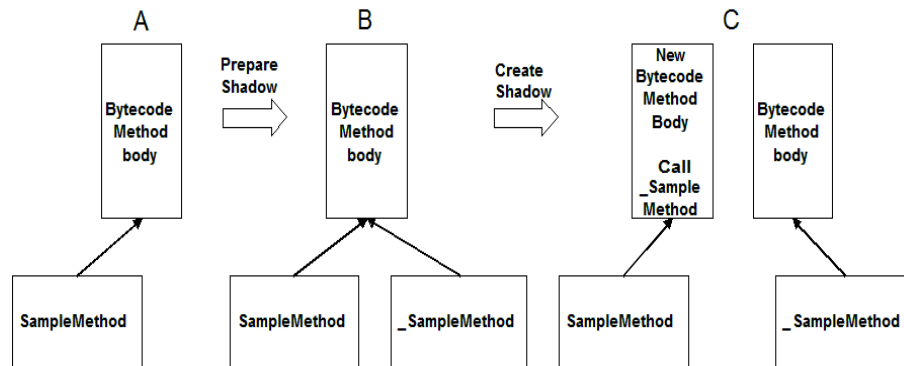 A
B
C
Prepare
Shadow
Create
Shadow
Bytecode
Method
body
Bytecode
Method
body
New
Bytecode
Method
Body
Call
_Sample
Method
Bytecode
Method
body
SampleMethod
SampleMethod
_SampleMethod
SampleMethod
_SampleMethod